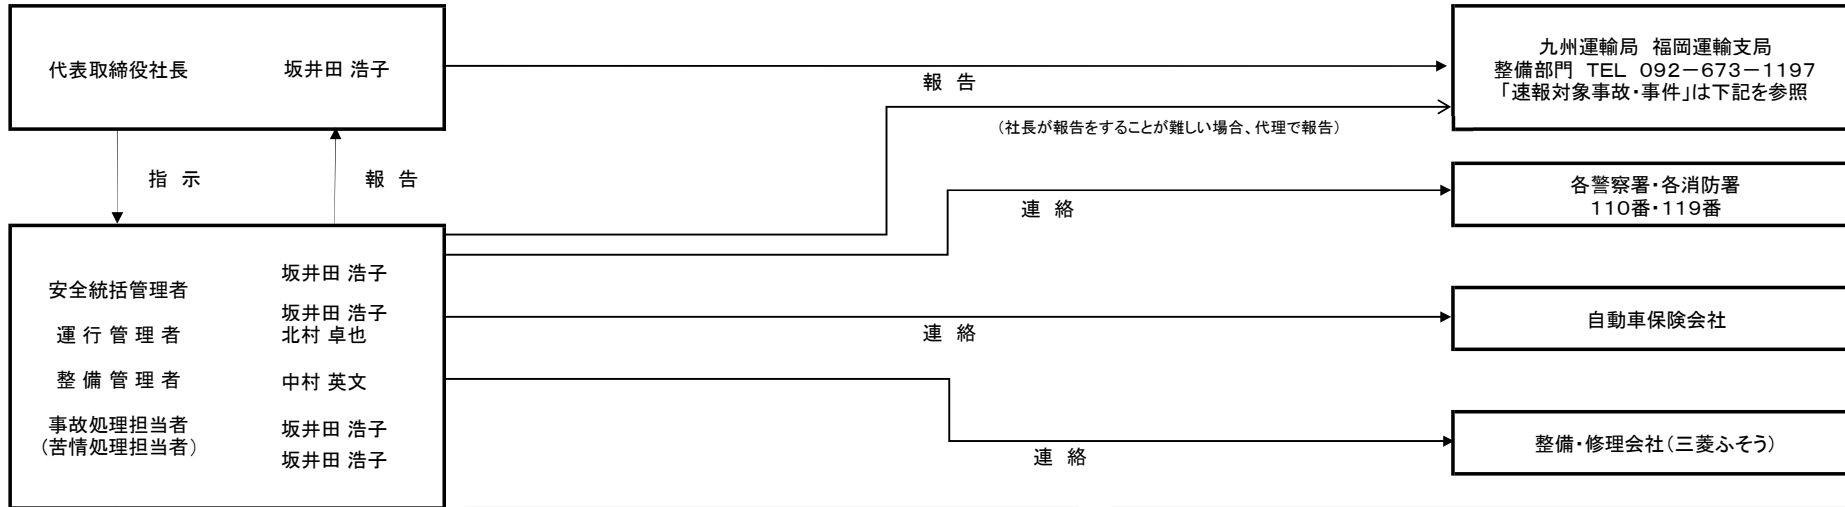 代表取締役社長 坂井田 浩子
九州運輸局 福岡運輸支局
整備部門 TEL 092－673－1197
「速報対象事故・事件」は下記を参照
報 告
(社長が報告をすることが難しい場合、代理で報告)
指 示
報 告
各警察署・各消防署
110番・119番
連 絡
安全統括管理者 坂井田 浩子
坂井田 浩子
運 行 管 理 者 北村 卓也
自動車保険会社
連 絡
整 備 管 理 者 中村 英文
事故処理担当者 坂井田 浩子
(苦情処理担当者) 坂井田 浩子
整備・修理会社(三菱ふそう)
連 絡